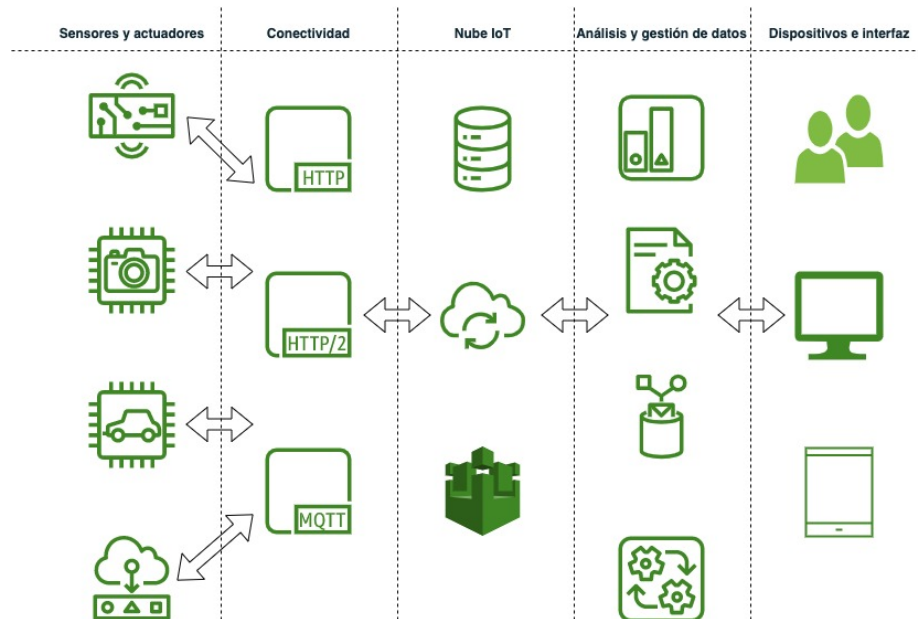 Sensores y actuadores
Conectividad
Nube IoT
Análisis y gestión de datos
Dispositivos e interfaz
HTTP
HTTP/2
MQTT